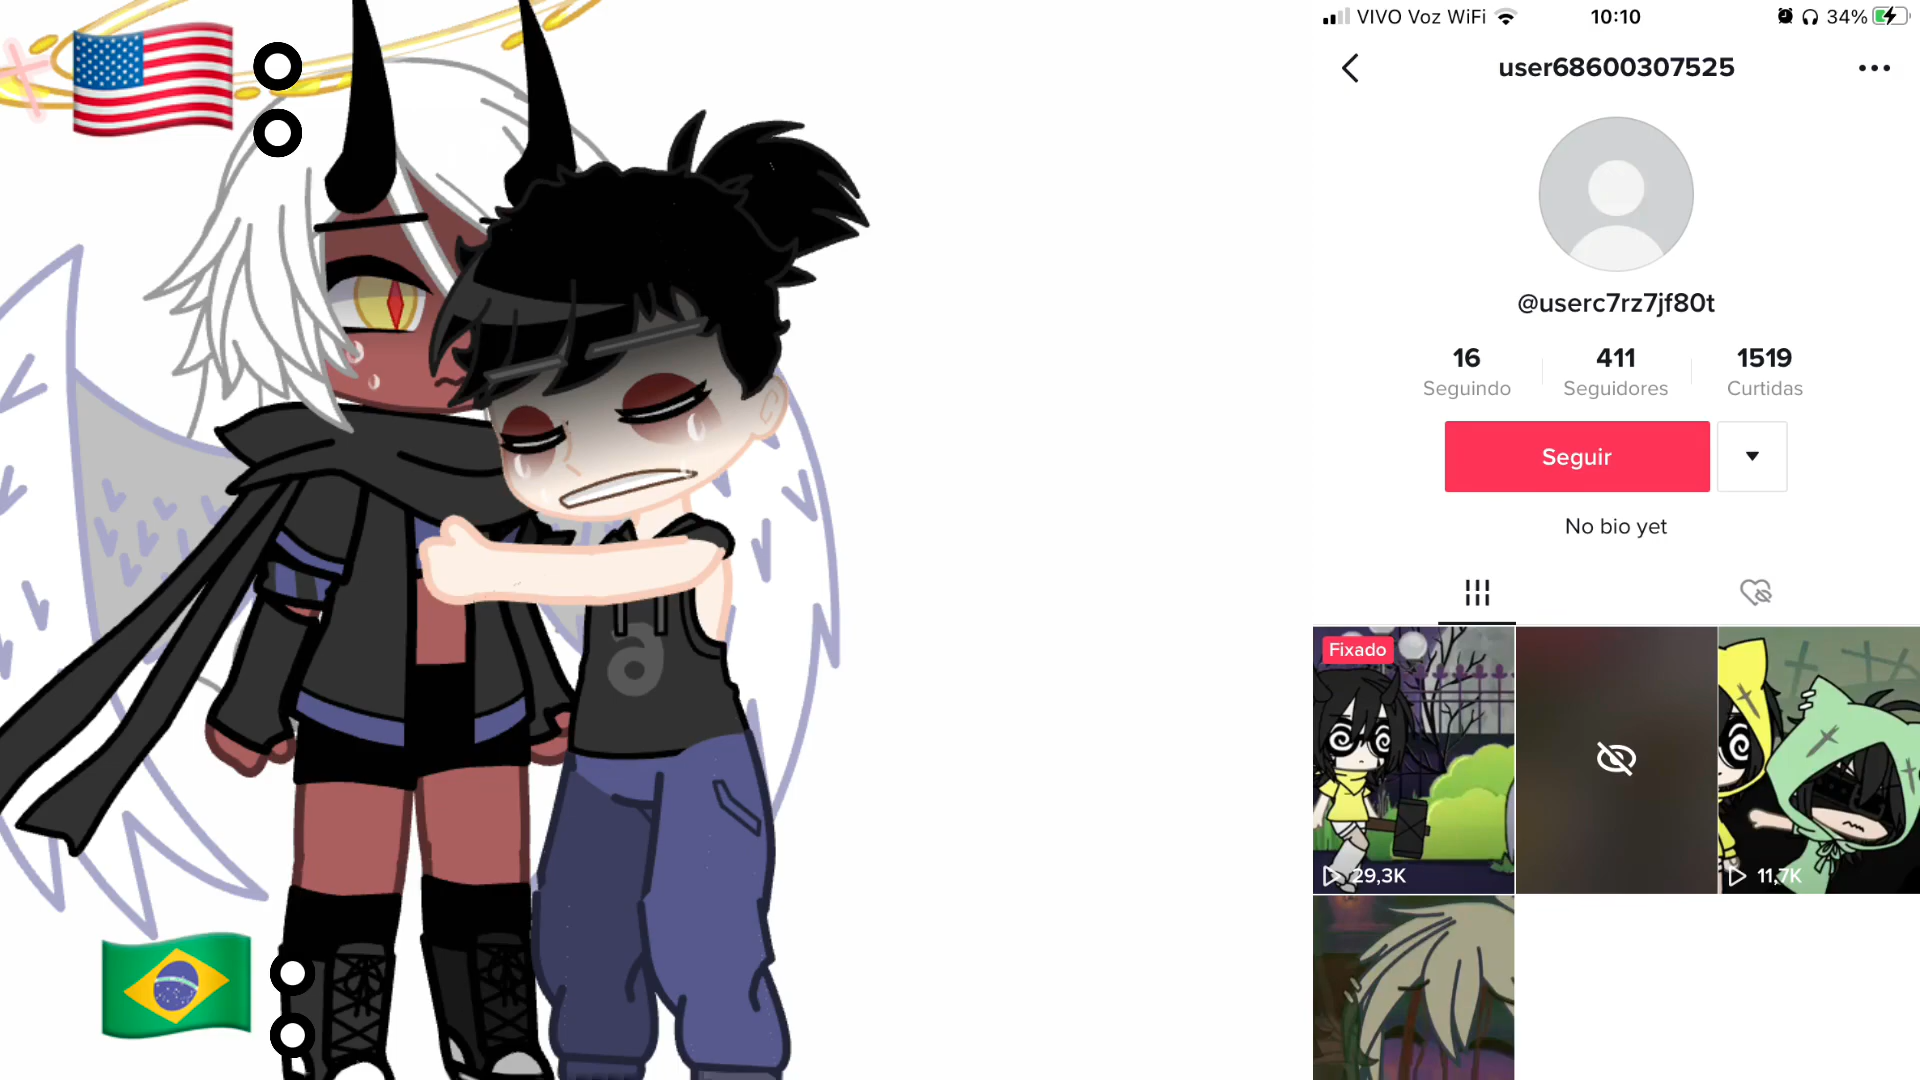 VIVO Voz WiFi 10:10 34%
user68600307525
@userc7rz7jf80t
16 411 1519
Seguindo Seguidores Curtidas
Seguir
No bio yet
Fixado
29,3K 11,7K